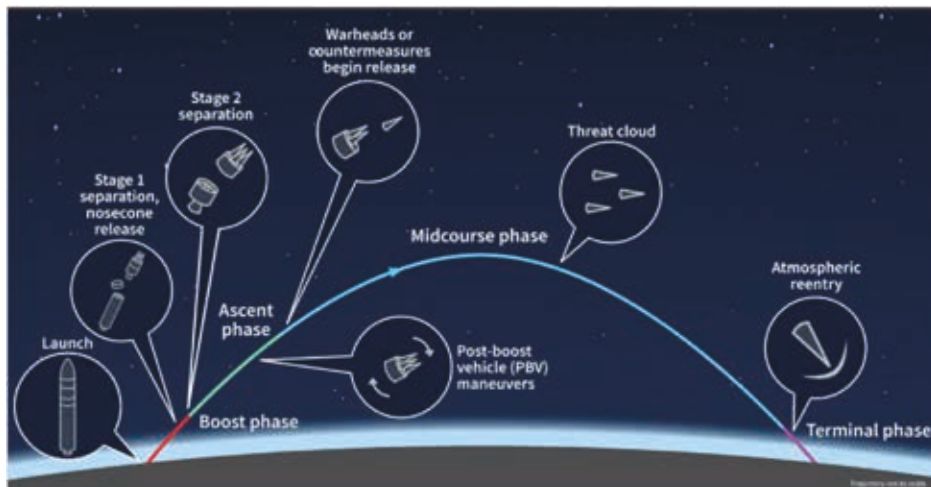 Warheads or
countermeasures
begin release
Stage 2
separation
Threat cloud
Stage 1
separation,
nosecone
release
Midcourse phase
Atmospheric
reentry
Ascent
phase
Launch
Post-boost
vehicle (PBV)
maneuvers
Boost phase
Terminal phase